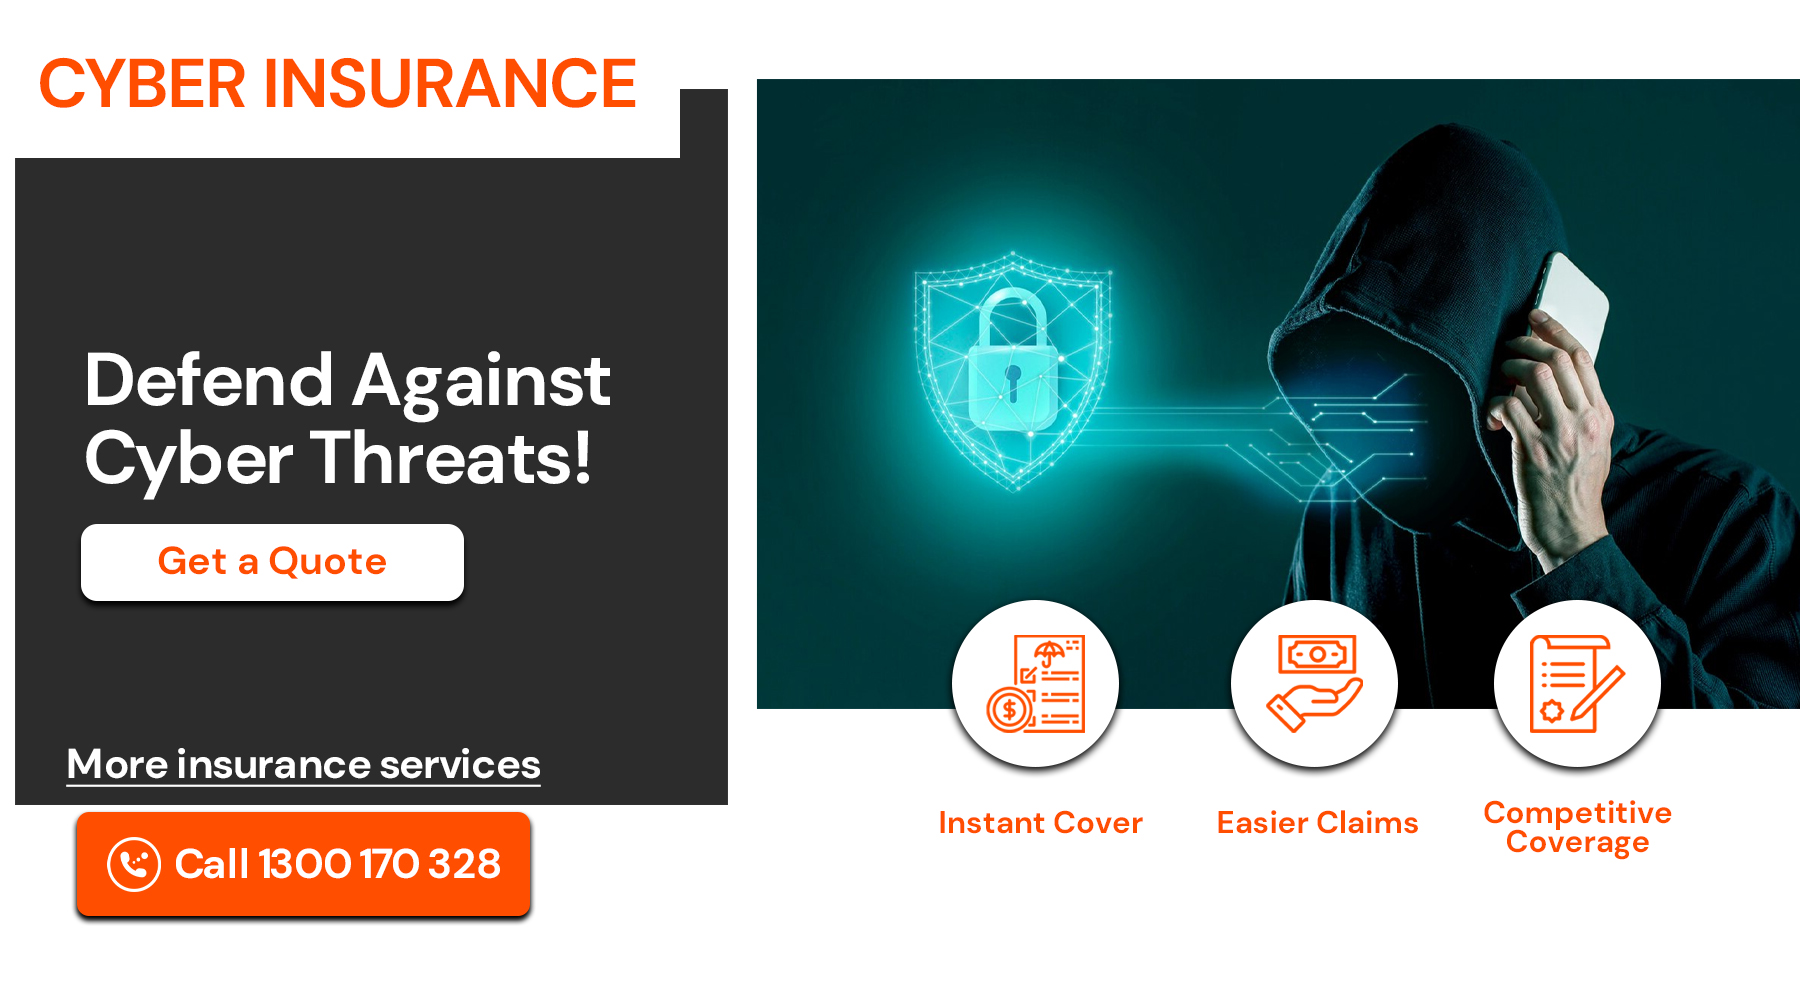 CYBER INSURANCE
Defend Against
Cyber Threats!
Get a Quote
More insurance services
Call 1300 170 328
$
Instant Cover
Easier Claims
Competitive
Coverage